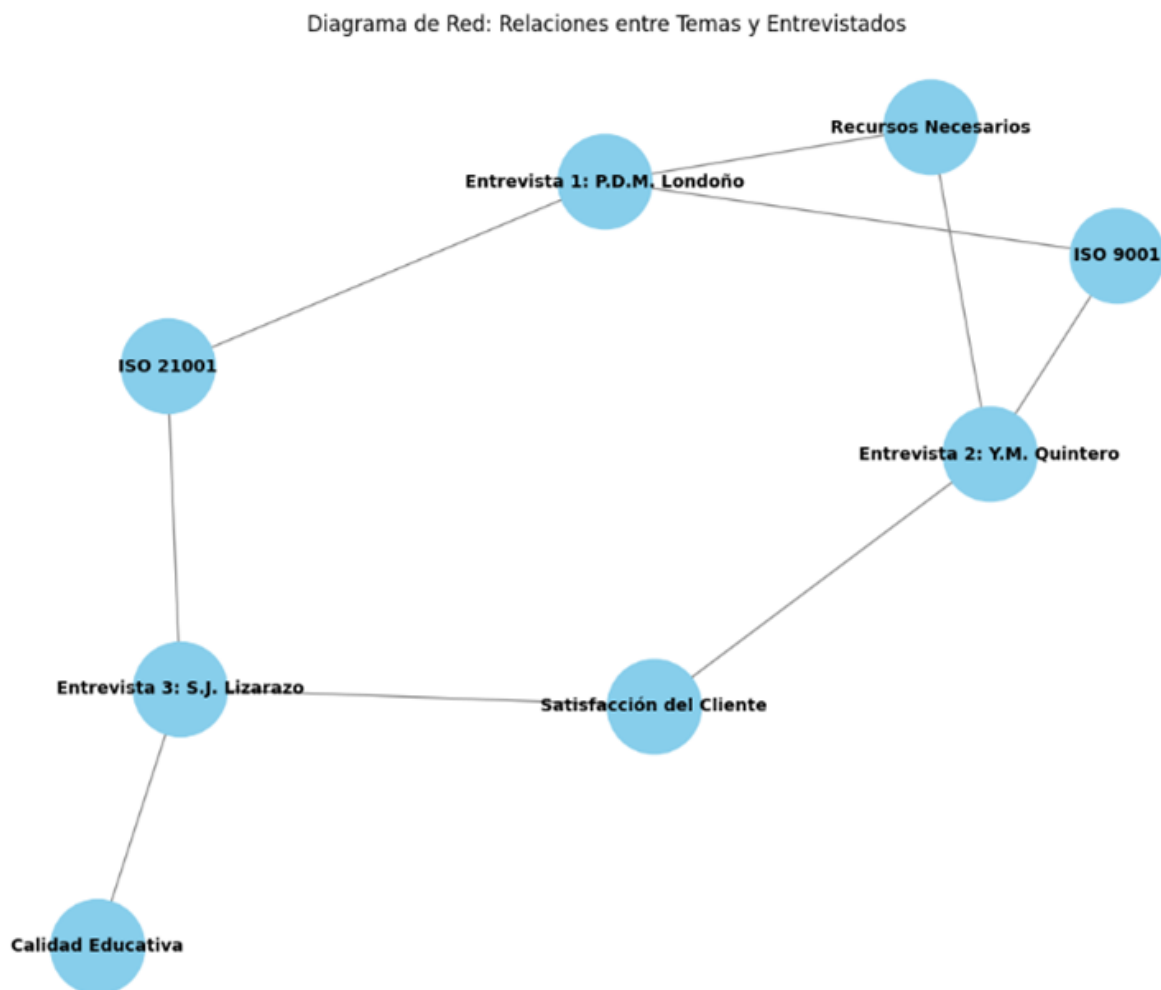 Diagrama de Red: Relaciones entre Temas y Entrevistados
Recursos Necesarios
Entrevista 1: P.D.M. Londoño
ISO 9001
ISO 21001
Entrevista 2: Y.M. Quintero
Entrevista 3: S.J. Lizarazo
Satisfacción del Cliente
Calidad Educativa